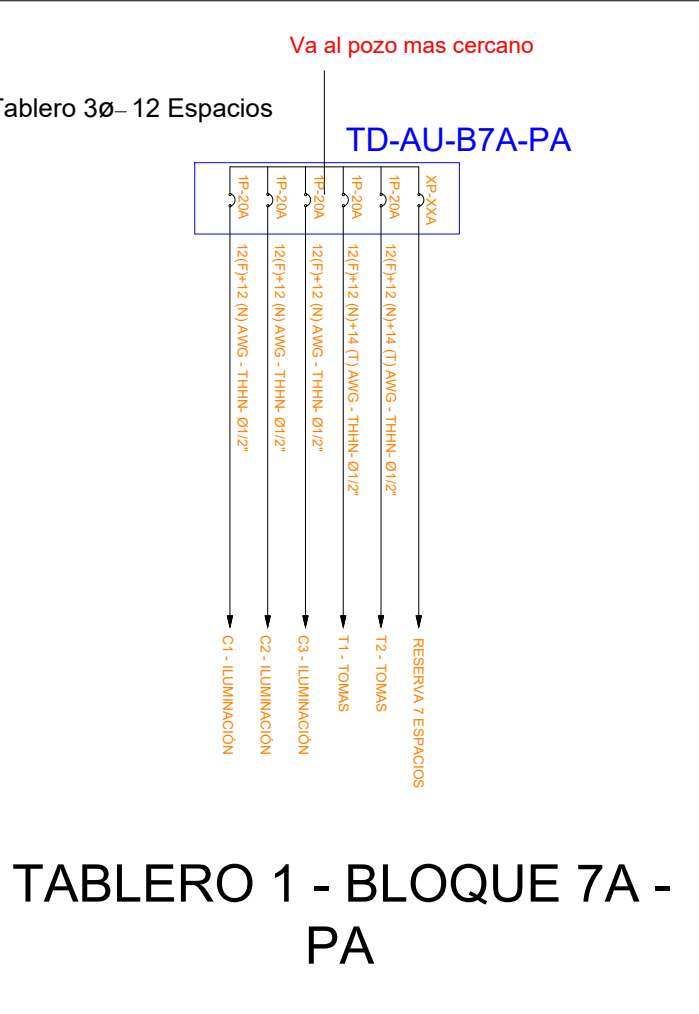 Va al pozo mas cercano
Tablero 3ø– 12 Espacios
TD-AU-B7A-PA
1P-20A
1P-20A
1P-20A
1P-20A
1P-20A
XP-XXA
12(F)+12 (N) AWG - THHN- Ø1/2"
12(F)+12 (N) AWG - THHN- Ø1/2"
12(F)+12 (N) AWG - THHN- Ø1/2"
12(F)+12 (N)+14 (T) AWG - THHN- Ø1/2"
12(F)+12 (N)+14 (T) AWG - THHN- Ø1/2"
C1 - ILUMINACIÓN
C2 - ILUMINACIÓN
C3 - ILUMINACIÓN
T1 - TOMAS
T2 - TOMAS
RESERVA 7 ESPACIOS
TABLERO 1 - BLOQUE 7A -
PA